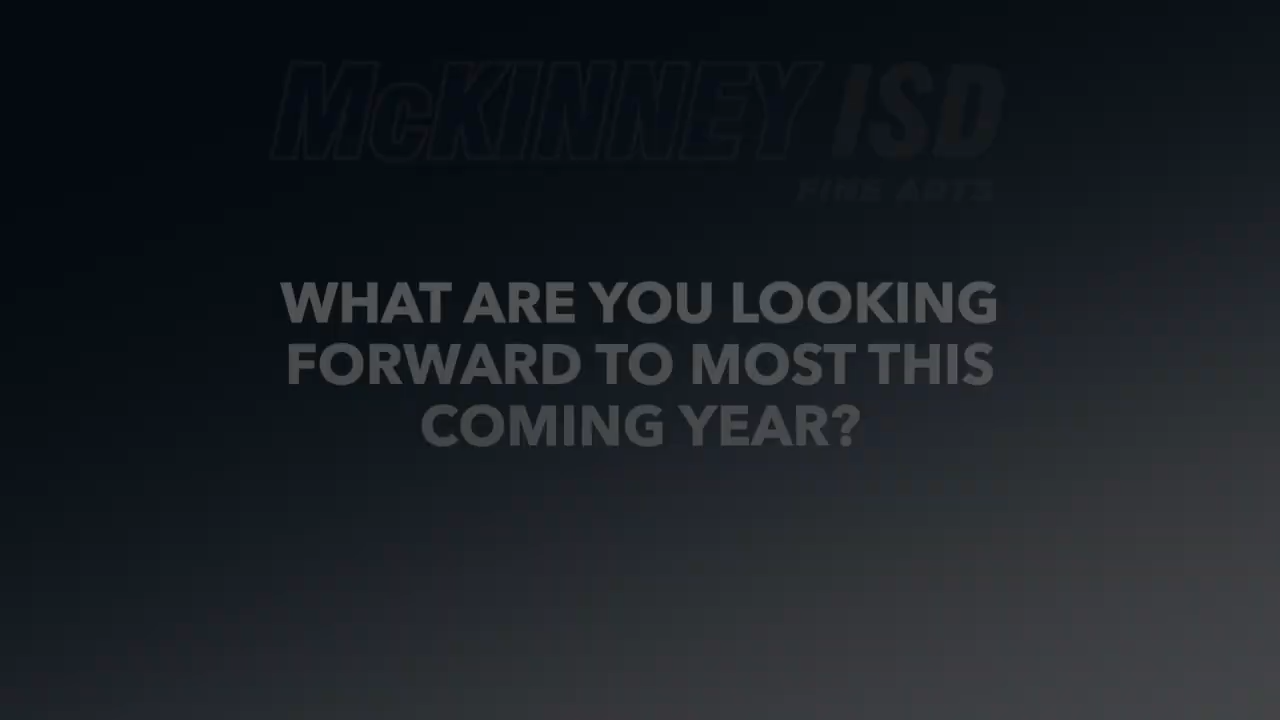 McKINNEY ISD
FINE ARTS
WHAT ARE YOU LOOKING
FORWARD TO MOST THIS
COMING YEAR?